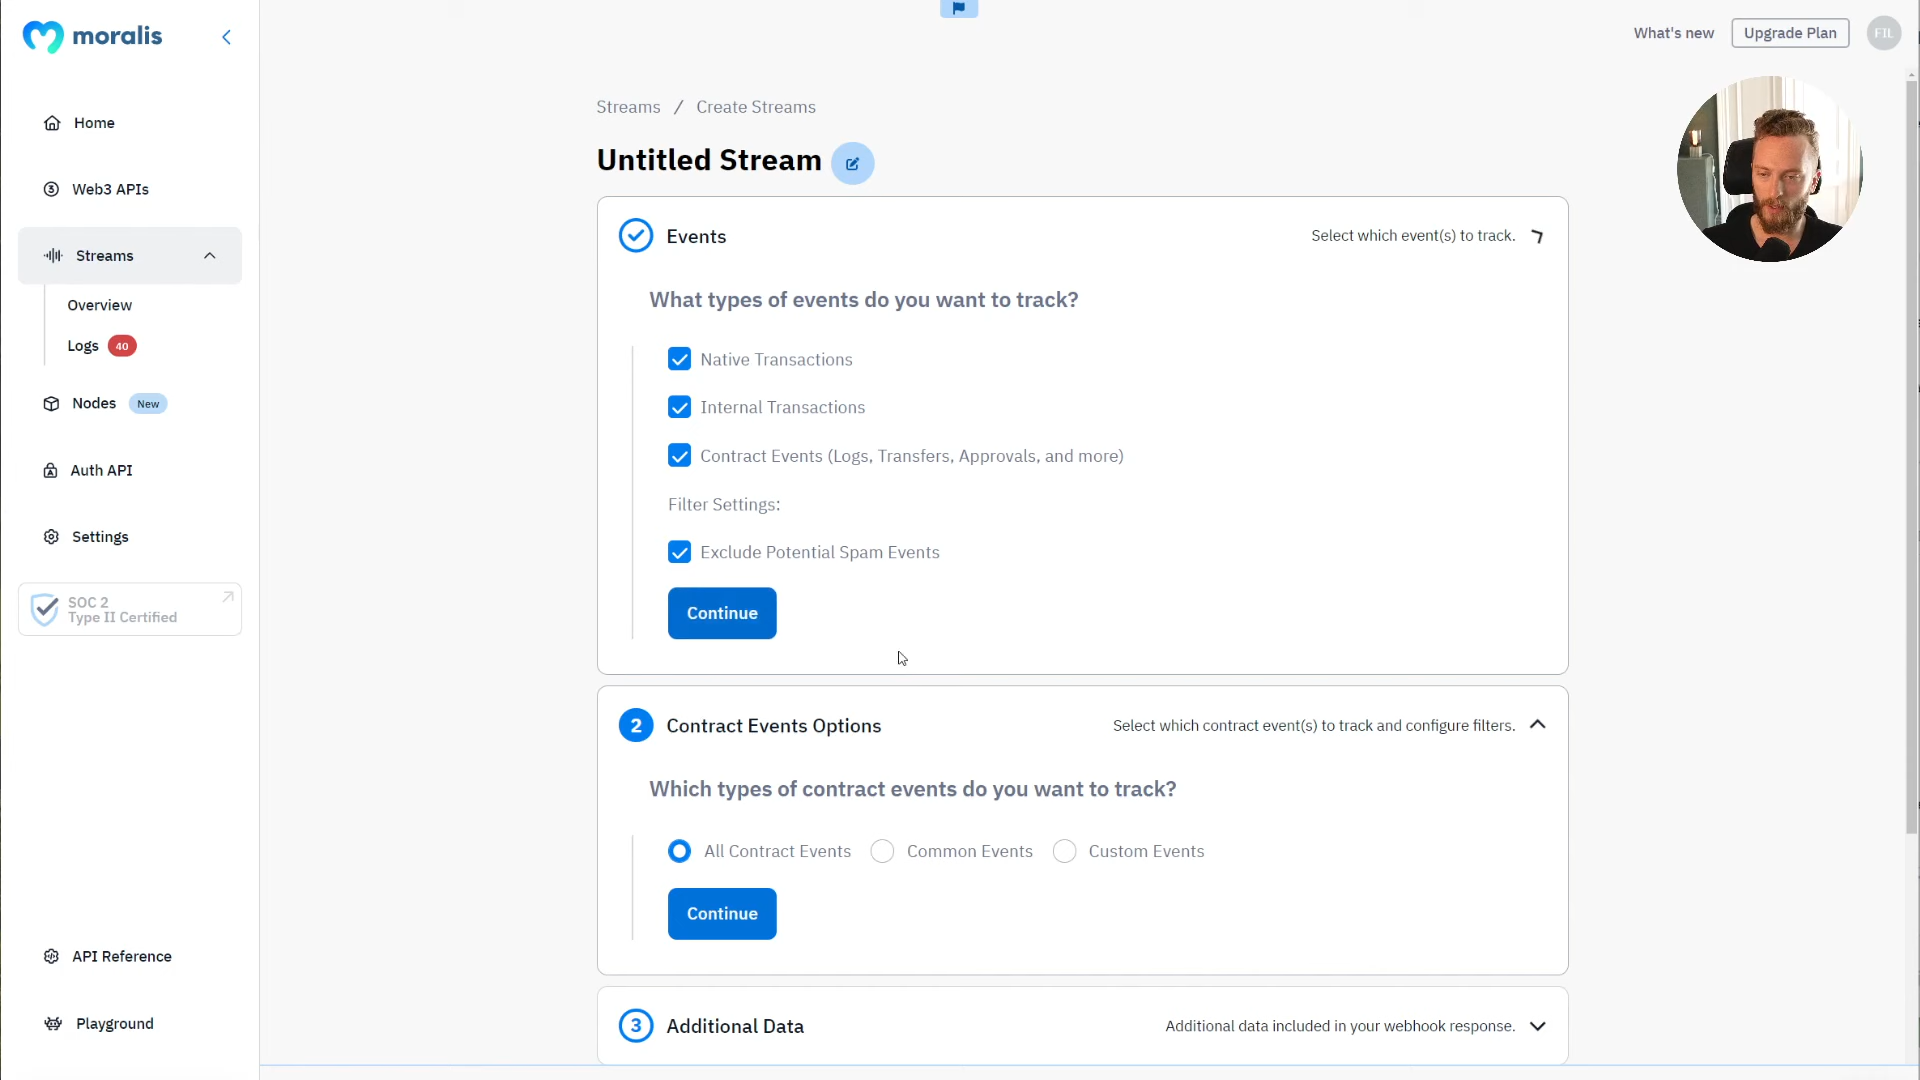 moralis
What's new
Upgrade Plan
FIL
Home
Web3 APIs
Streams
Overview
Logs 40
Nodes New
Auth API
Settings
SOC 2
Type II Certified
API Reference
Playground
Streams / Create Streams
Untitled Stream
Events
Select which event(s) to track.
What types of events do you want to track?
Native Transactions
Internal Transactions
Contract Events (Logs, Transfers, Approvals, and more)
Filter Settings:
Exclude Potential Spam Events
Continue
2 Contract Events Options
Select which contract event(s) to track and configure filters.
Which types of contract events do you want to track?
All Contract Events Common Events Custom Events
Continue
3 Additional Data
Additional data included in your webhook response.